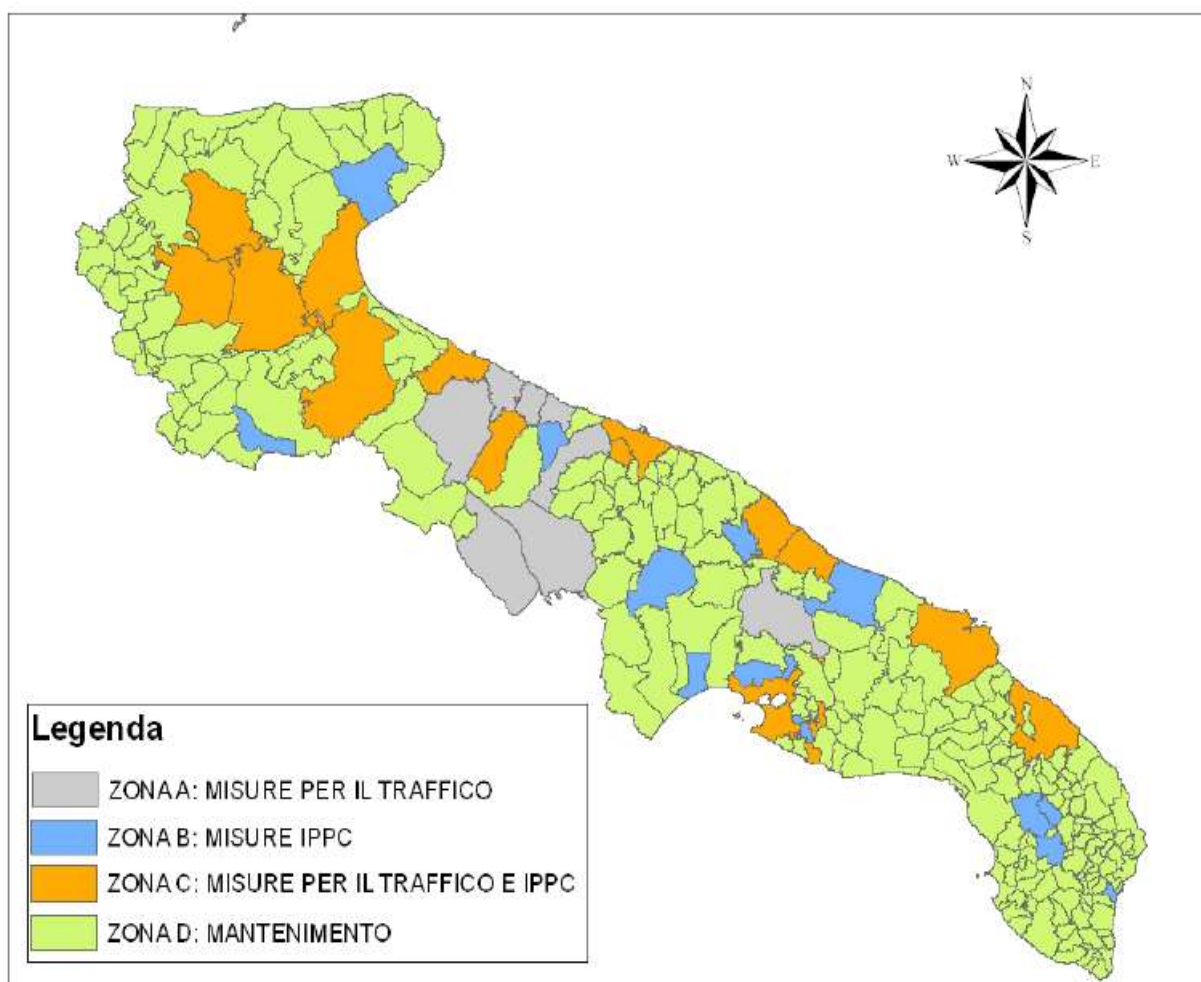 N
W E
S
Legenda
ZONA A: MISURE PER IL TRAFFICO
ZONA B: MISURE IPPC
ZONA C: MISURE PER IL TRAFFICO E IPPC
ZONA D: MANTENIMENTO